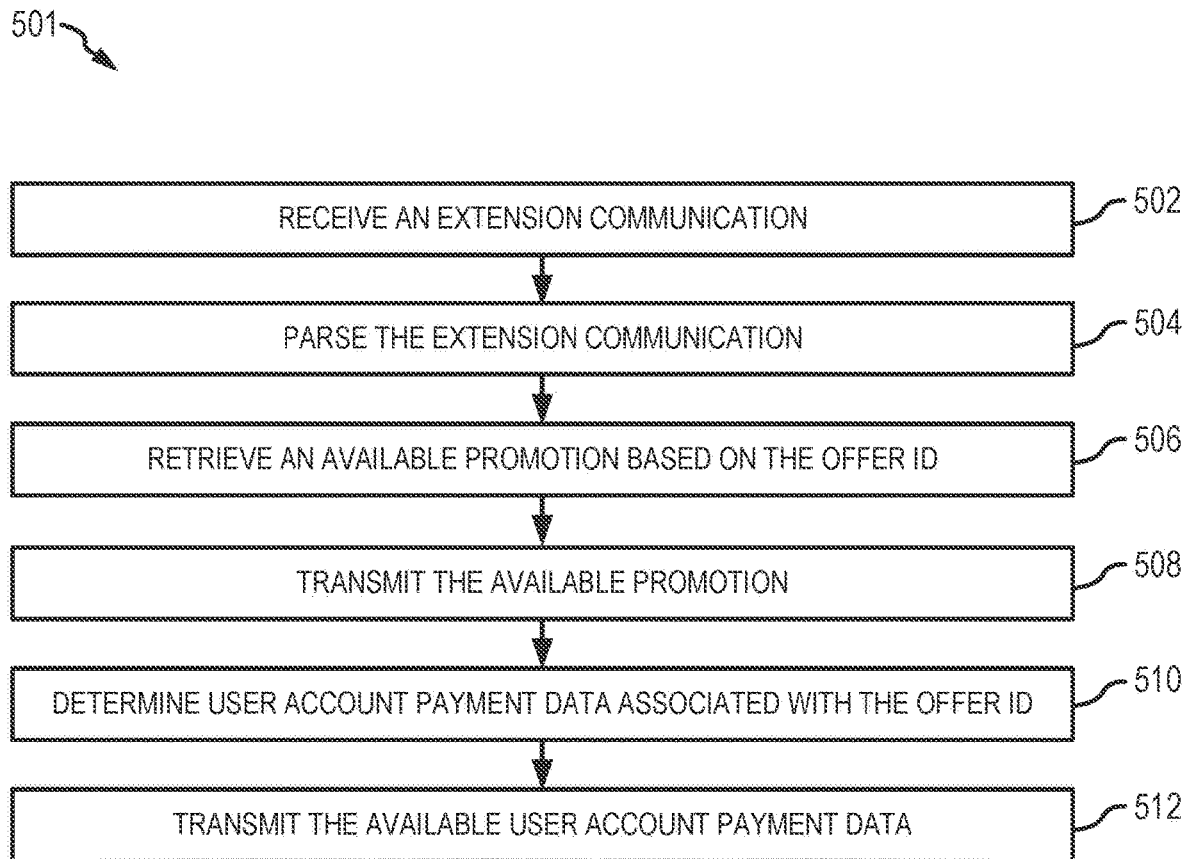 501
RECEIVE AN EXTENSION COMMUNICATION
502
PARSE THE EXTENSION COMMUNICATION
504
RETRIEVE AN AVAILABLE PROMOTION BASED ON THE OFFER ID
506
TRANSMIT THE AVAILABLE PROMOTION
508
DETERMINE USER ACCOUNT PAYMENT DATA ASSOCIATED WITH THE OFFER ID
510
TRANSMIT THE AVAILABLE USER ACCOUNT PAYMENT DATA
512